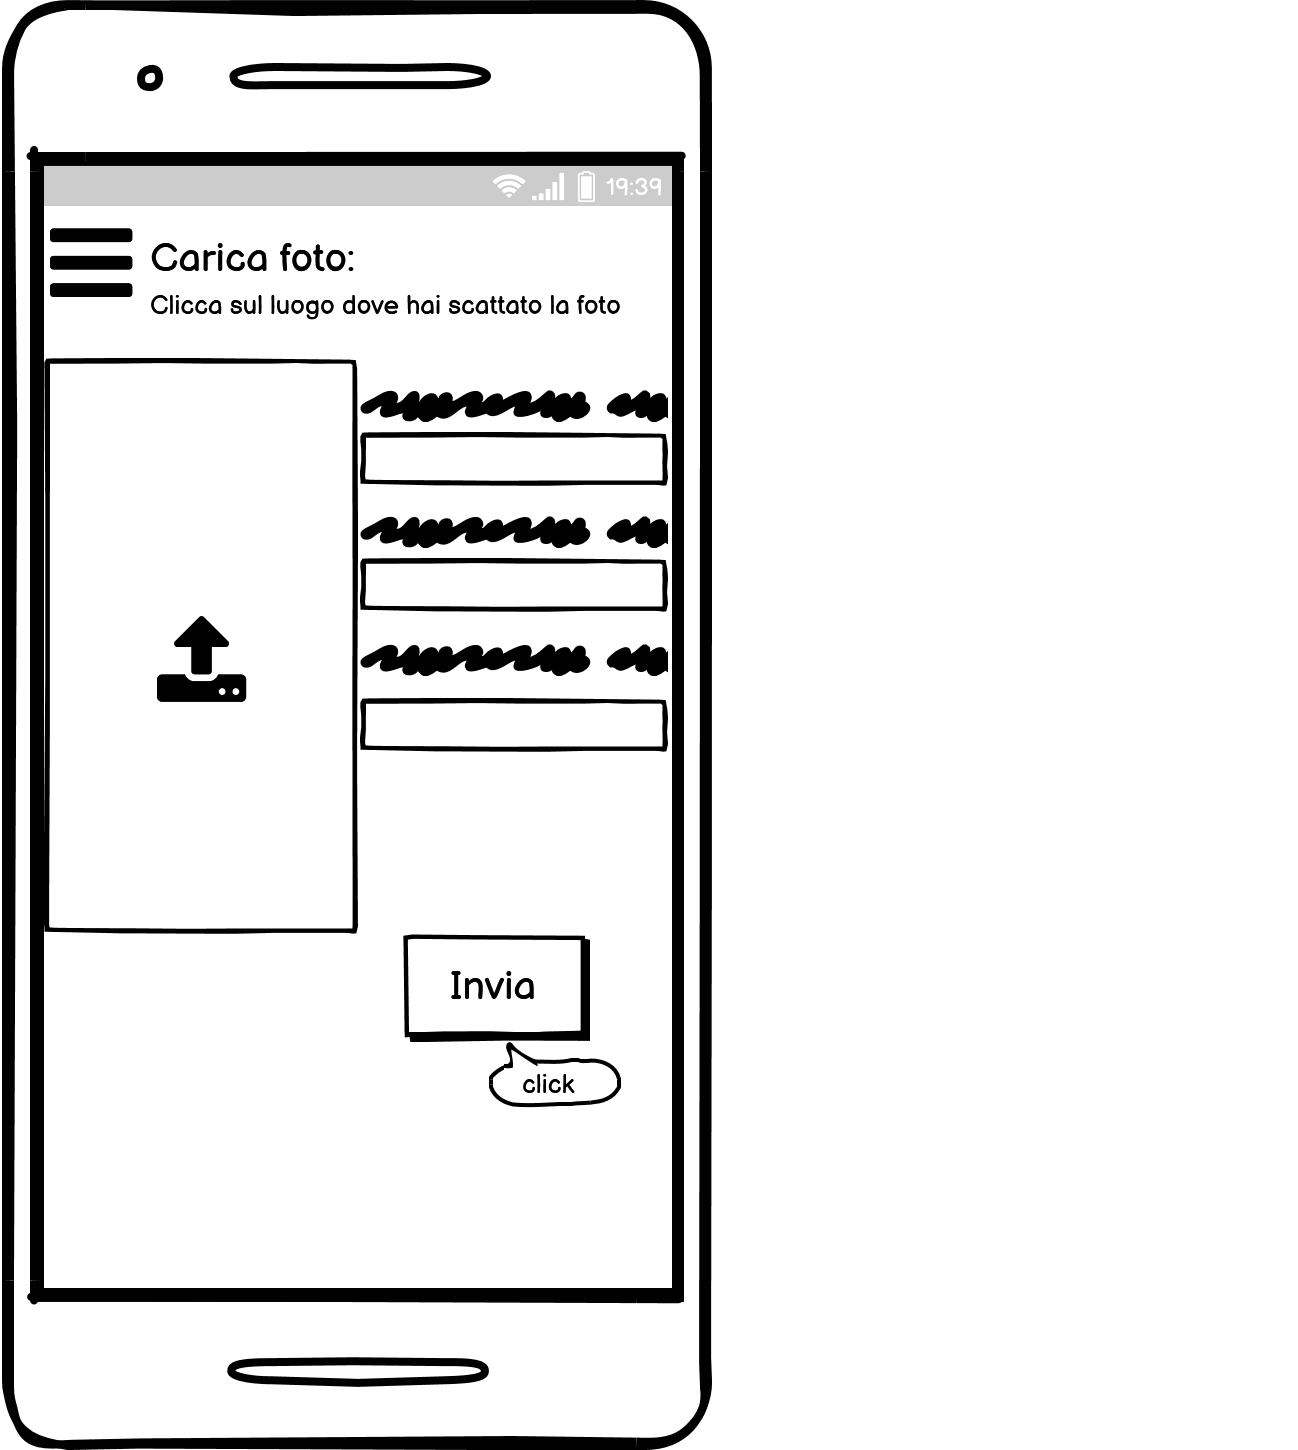 19:39
Carica foto:
Clicca sul luogo dove hai scattato la foto
Invia
click